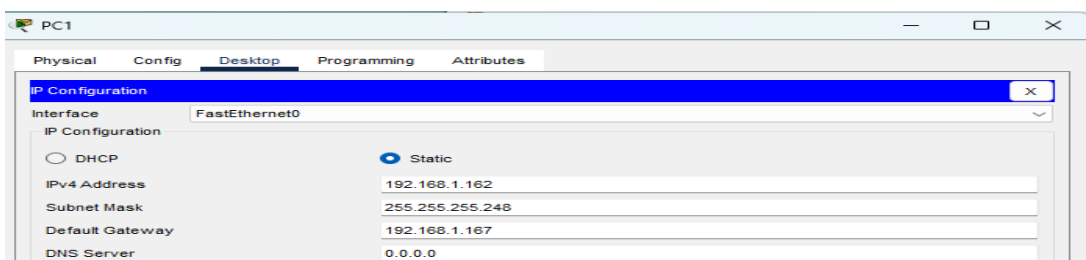 PC1
Physical Config Desktop Programming Attributes
IP Configuration X
Interface FastEthernet0
IP Configuration
DHCP Static
IPv4 Address 192.168.1.162
Subnet Mask 255.255.255.248
Default Gateway 192.168.1.167
DNS Server 0.0.0.0